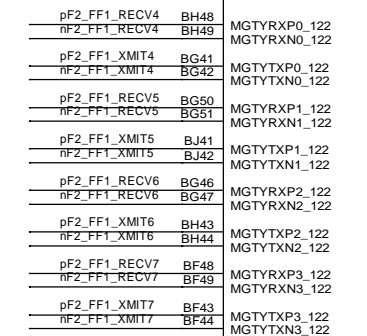 pF2_FF1_RECV4 BH48 MGTYRXP0_122
nF2_FF1_RECV4 BH49 MGTYRXN0_122
pF2_FF1_XMIT4 BG41 MGTYTXP0_122
nF2_FF1_XMIT4 BG42 MGTYTXN0_122
pF2_FF1_RECV5 BG50 MGTYRXP1_122
nF2_FF1_RECV5 BG51 MGTYRXN1_122
pF2_FF1_XMIT5 BJ41 MGTYTXP1_122
nF2_FF1_XMIT5 BJ42 MGTYTXN1_122
pF2_FF1_RECV6 BG46 MGTYRXP2_122
nF2_FF1_RECV6 BG47 MGTYRXN2_122
pF2_FF1_XMIT6 BH43 MGTYTXP2_122
nF2_FF1_XMIT6 BH44 MGTYTXN2_122
pF2_FF1_RECV7 BF48 MGTYRXP3_122
nF2_FF1_RECV7 BF49 MGTYRXN3_122
pF2_FF1_XMIT7 BF43 MGTYTXP3_122
nF2_FF1_XMIT7 BF44 MGTYTXN3_122